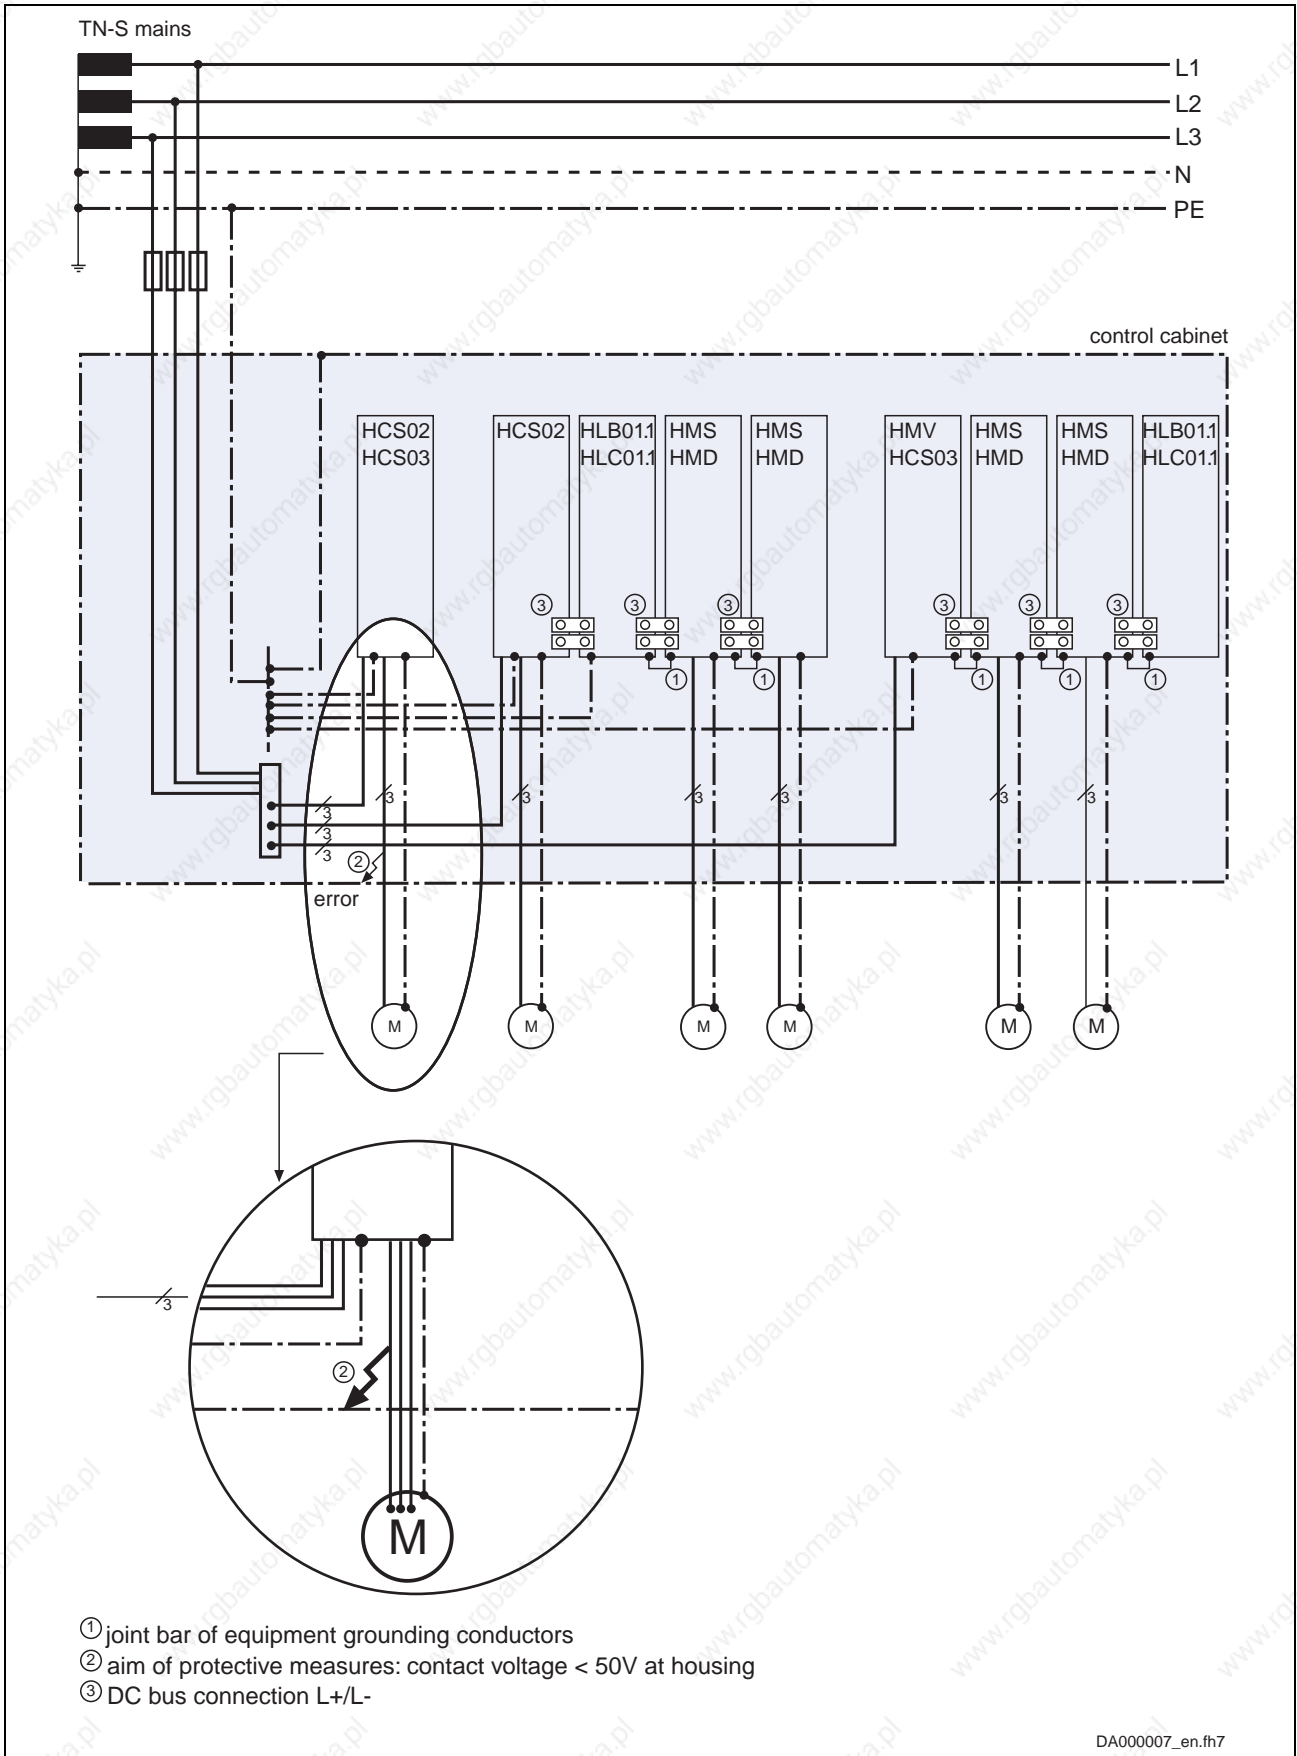 TN-S mains
L1
L2
L3
N
PE
control cabinet
HCS02 HCS02 HLB01.1 HMS HMS HMV HMS HMS HLB01.1
HCS03 HLC01.1 HMD HMD HCS03 HMD HMD HLC01.1
3 3 3 3 3 3
1 1 1 1 1
3 3 3 3 3 3
3
3
3
2
error
M M M M M M
3
2
M
1 joint bar of equipment grounding conductors
2 aim of protective measures: contact voltage < 50V at housing
3 DC bus connection L+/L-
DA000007_en.fh7
www.rgbautomatyka.pl